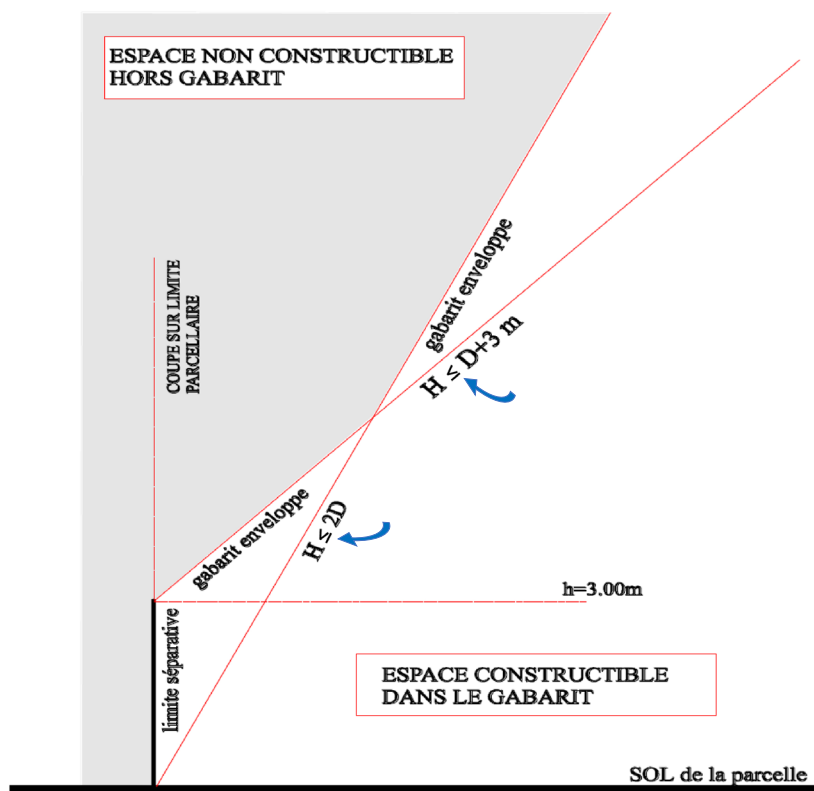 ESPACE NON CONSTRUCTIBLE
HORS GABARIT
COUPE SUR LIMITE
PARCELLAIRE
gabarit enveloppe
H ≤ D+3 m
gabarit enveloppe
H ≤ 2D
h=3.00m
limite séparative
ESPACE CONSTRUCTIBLE
DANS LE GABARIT
SOL de la parcelle